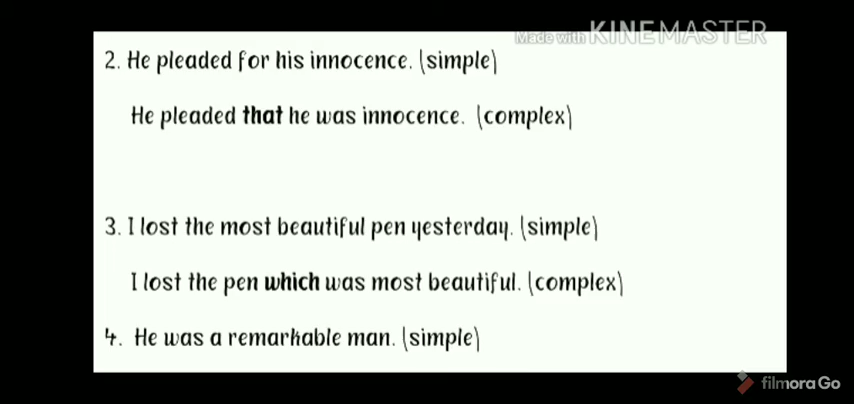 Made with KINEMASTER
2. He pleaded for his innocence. (simple)
He pleaded that he was innocence. (complex)
3. I lost the most beautiful pen yesterday. (simple)
I lost the pen which was most beautiful. (complex)
4. He was a remarkable man. (simple)
filmora Go